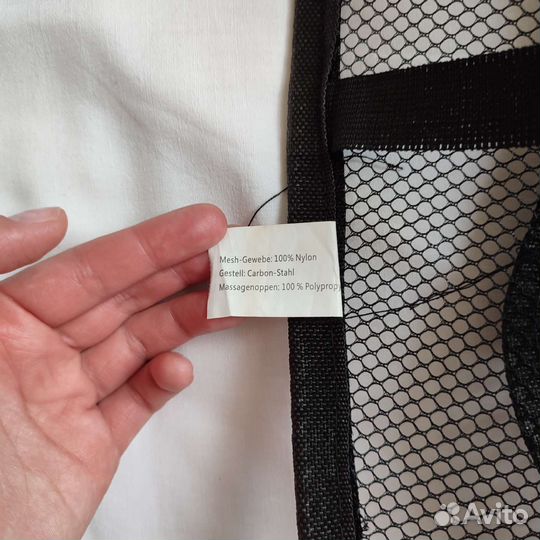 Mesh-Gewebe: 100% Nylon
Gestell: Carbon-Stahl
Massagenoppen: 100 % Polyprop
Avito